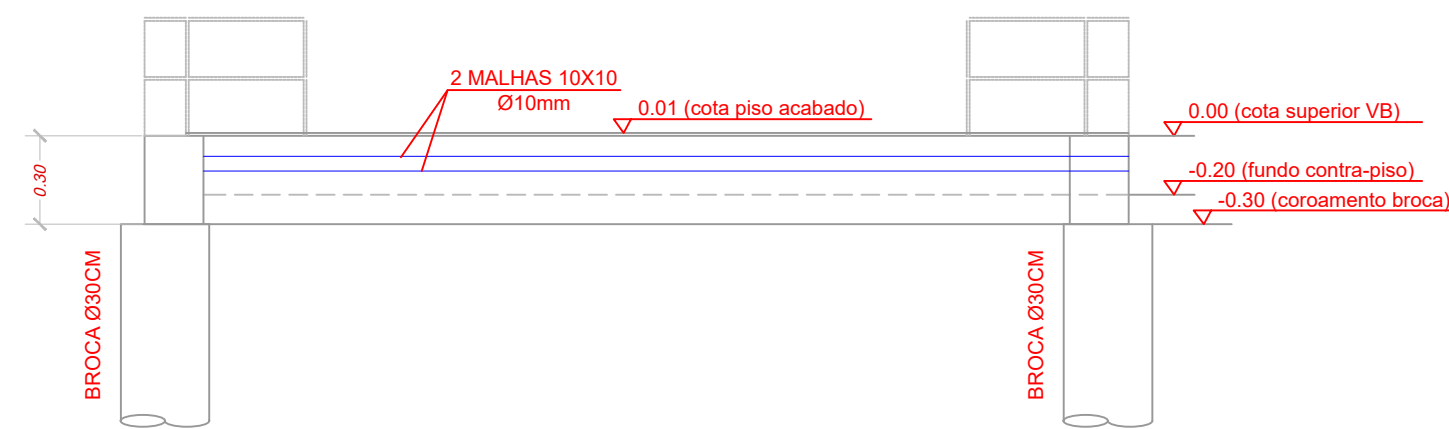 2 MALHAS 10X10
Ø10mm
0.01 (cota piso acabado)
0.00 (cota superior VB)
0.30
-0.20 (fundo contra-piso)
-0.30 (coroamento broca)
BROCA Ø30CM
BROCA Ø30CM